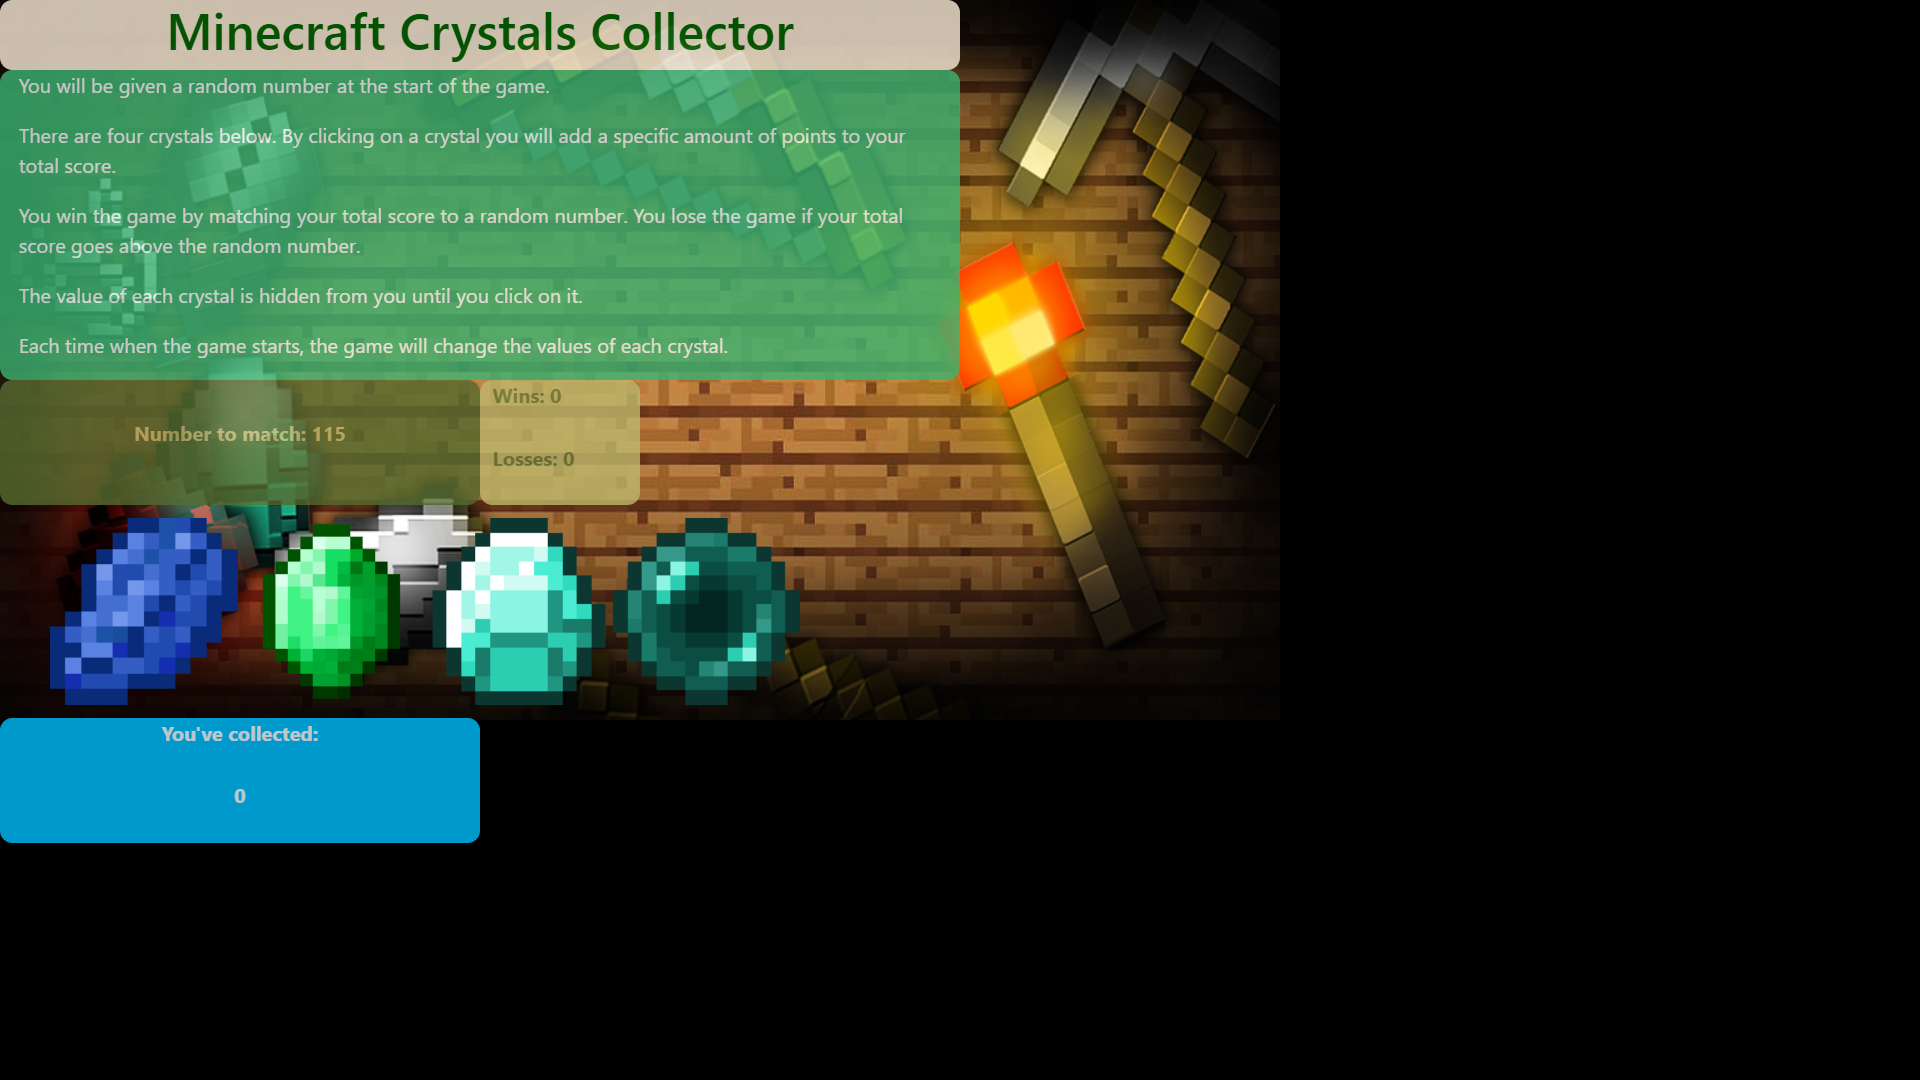 Minecraft Crystals Collector
You will be given a random number at the start of the game.
There are four crystals below. By clicking on a crystal you will add a specific amount of points to your
total score.
You win the game by matching your total score to a random number. You lose the game if your total
score goes above the random number.
The value of each crystal is hidden from you until you click on it.
Each time when the game starts, the game will change the values of each crystal.
Number to match: 115
Wins: 0
Losses: 0
You've collected:
0